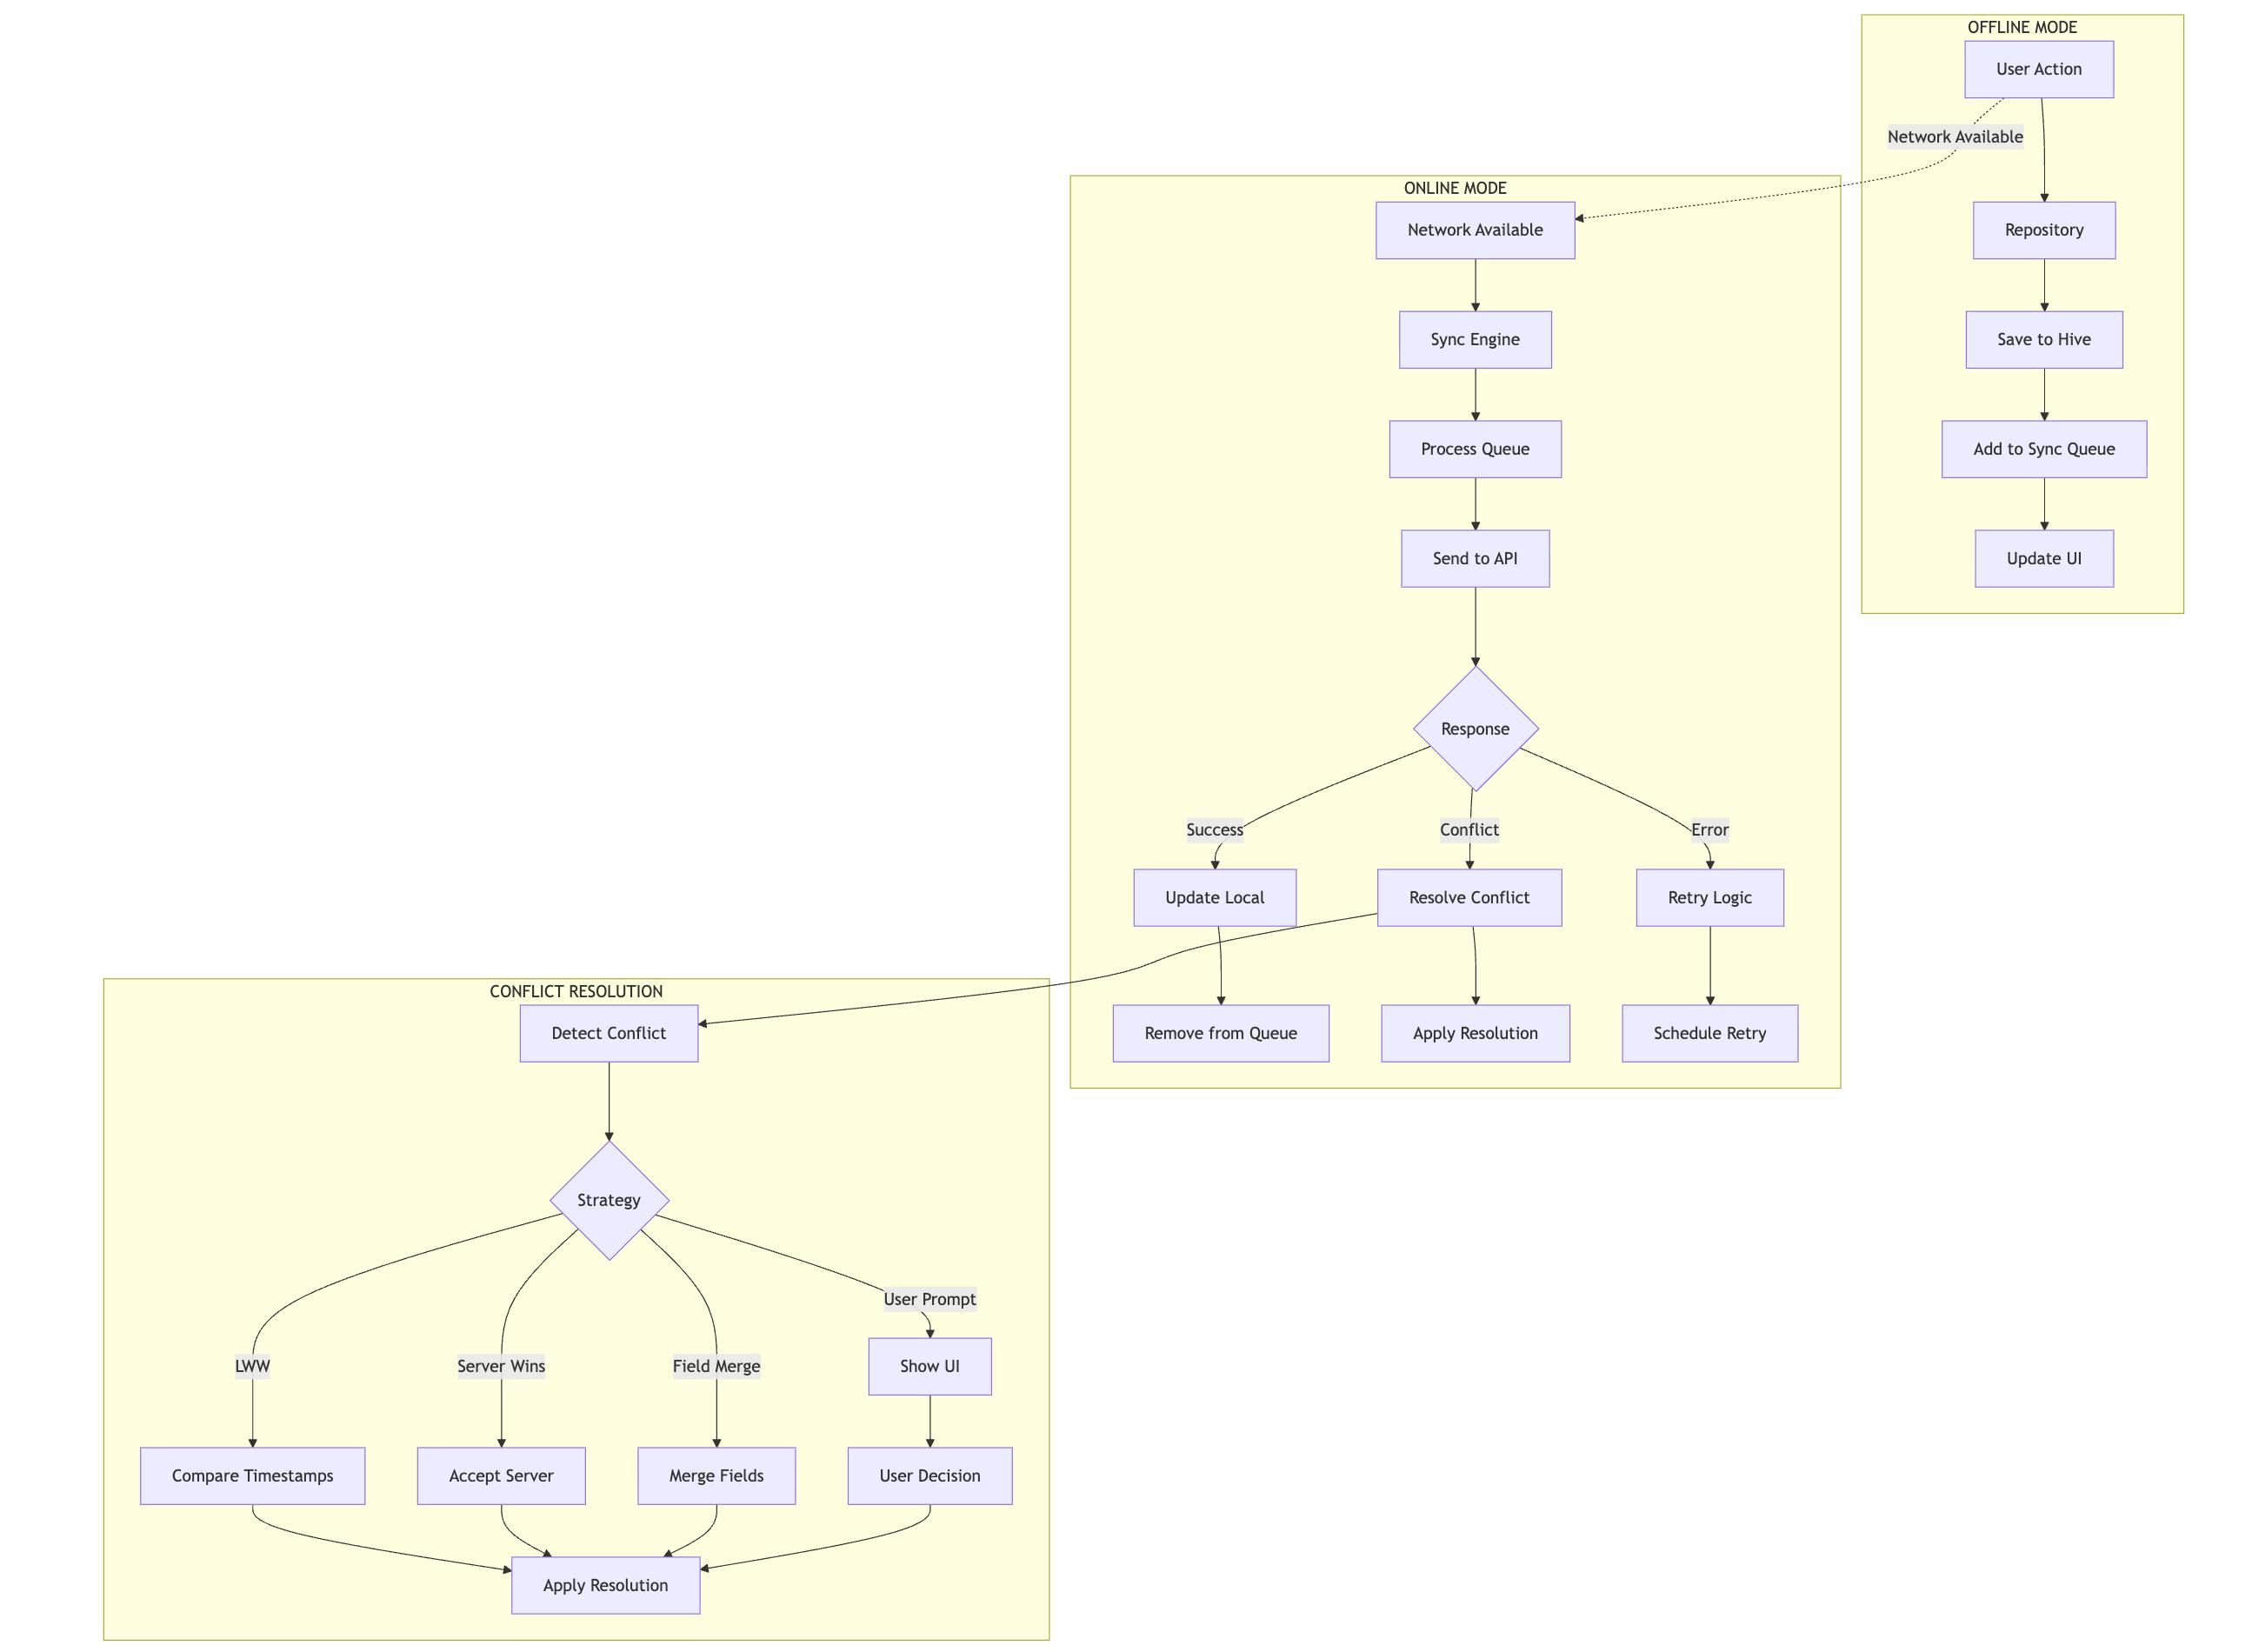 OFFLINE MODE
User Action
Network Available
Repository
Save to Hive
Add to Sync Queue
Update UI
ONLINE MODE
Network Available
Sync Engine
Process Queue
Send to API
Response
Success
Conflict
Error
Update Local
Resolve Conflict
Retry Logic
Remove from Queue
Apply Resolution
Schedule Retry
CONFLICT RESOLUTION
Detect Conflict
Strategy
User Prompt
LWW
Server Wins
Field Merge
Show UI
Compare Timestamps
Accept Server
Merge Fields
User Decision
Apply Resolution